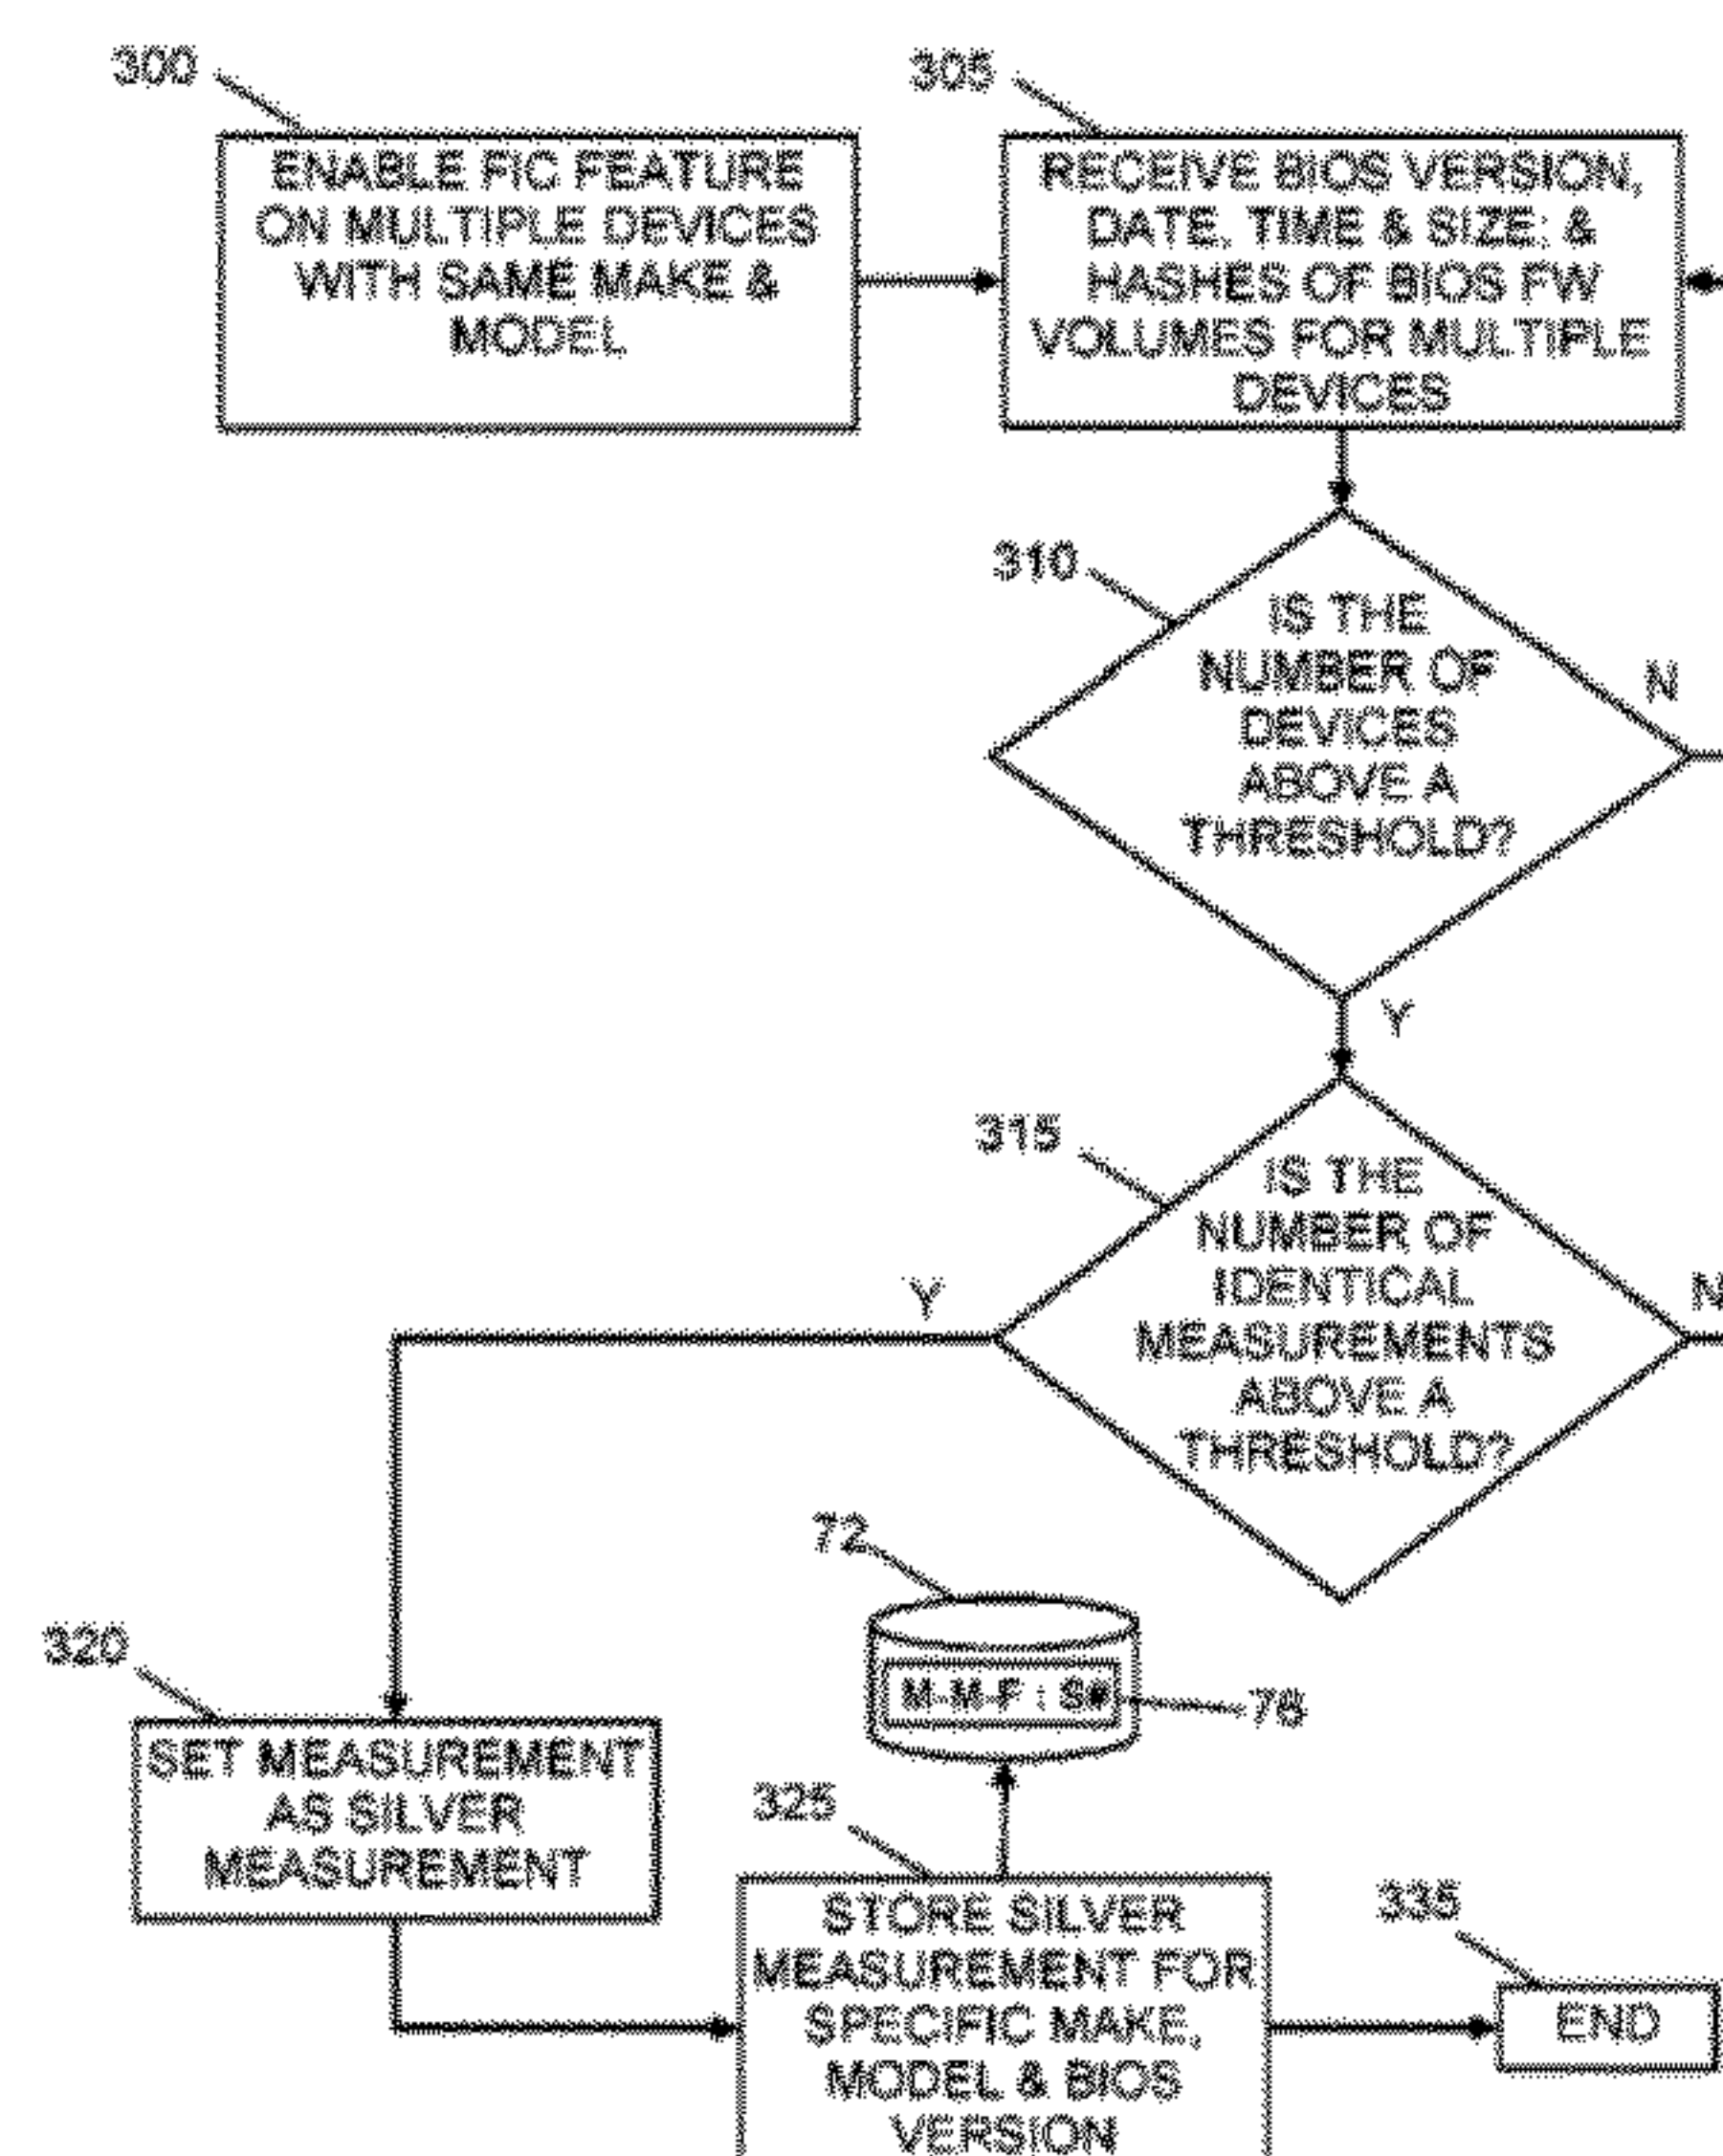 300
ENABLE FIC FEATURE
ON MULTIPLE DEVICES
WITH SAME MAKE &
MODEL
305
RECEIVE BIOS VERSION,
DATE, TIME & SIZE; &
HASHES OF BIOS FW
VOLUMES FOR MULTIPLE
DEVICES
310
IS THE
NUMBER OF
DEVICES
ABOVE A
THRESHOLD?
N
Y
315
IS THE
NUMBER OF
IDENTICAL
MEASUREMENTS
ABOVE A
THRESHOLD?
Y
N
320
SET MEASUREMENT
AS SILVER
MEASUREMENT
72
M-M-F : S#
76
325
STORE SILVER
MEASUREMENT FOR
SPECIFIC MAKE,
MODEL & BIOS
VERSION
335
END